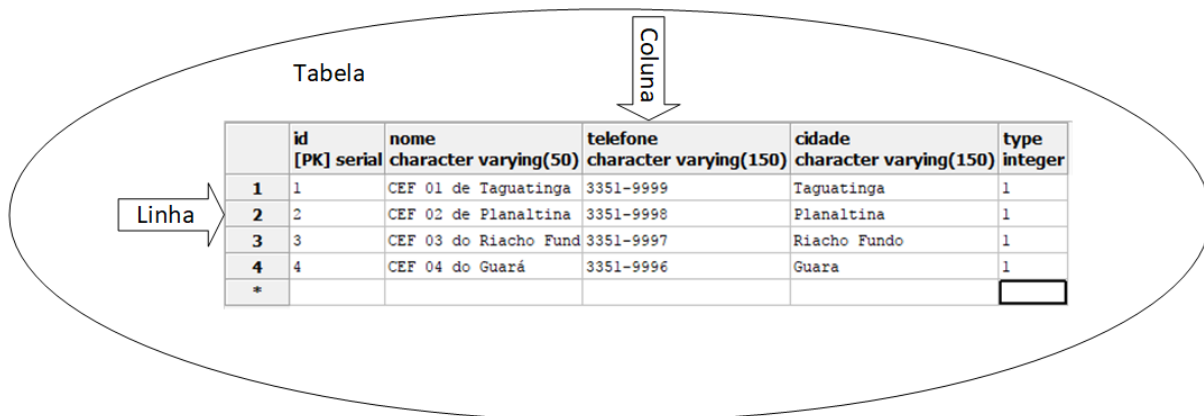 Coluna
Tabela
id nome telefone cidade type
[PK] serial character varying(50) character varying(150) character varying(150) integer
1 1 CEF 01 de Taguatinga 3351-9999 Taguatinga 1
Linha
2 2 CEF 02 de Planaltina 3351-9998 Planaltina 1
3 3 CEF 03 do Riacho Fund 3351-9997 Riacho Fundo 1
4 4 CEF 04 do Guará 3351-9996 Guara 1
*